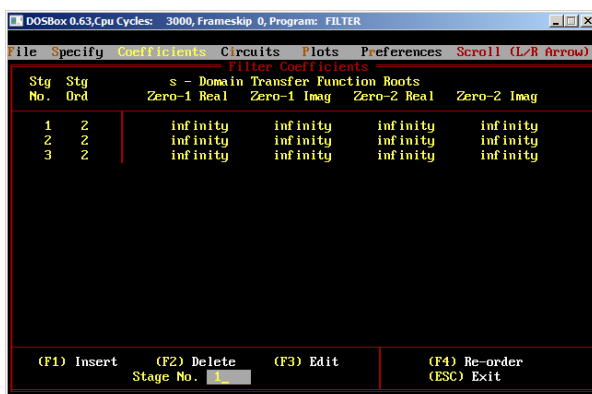 DOSBox 0.63,Cpu Cycles: 3000, Frameskip 0, Program: FILTER
File Specify Coefficients Circuits Plots Preferences Scroll (L/R Arrow)
Filter Coefficients
Stg Stg s - Domain Transfer Function Roots
No. Ord Zero-1 Real Zero-1 Imag Zero-2 Real Zero-2 Imag
1 2 infinity infinity infinity infinity
2 2 infinity infinity infinity infinity
3 2 infinity infinity infinity infinity
(F1) Insert (F2) Delete (F3) Edit (F4) Re-order
Stage No. 1_ (ESC) Exit